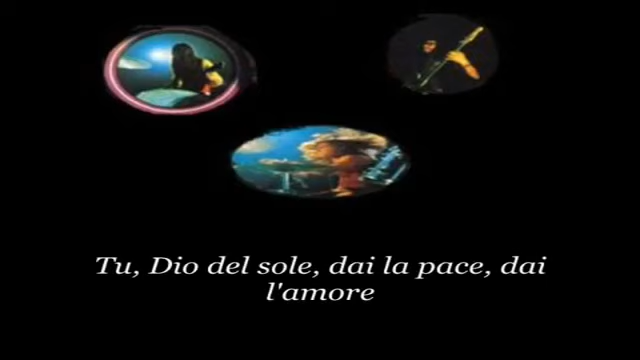 Tu, Dio del sole, dai la pace, dai
l'amore